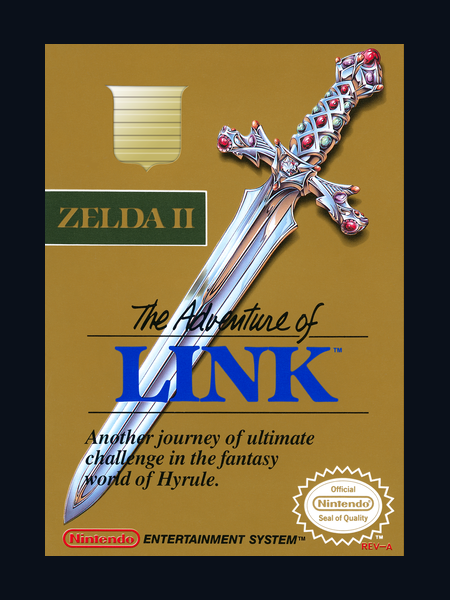 ZELDA II
The Adventure of
LINK™
Another journey of ultimate
challenge in the fantasy
world of Hyrule.
Official
Nintendo
Seal of Quality
™
Nintendo ENTERTAINMENT SYSTEM™
REV-A